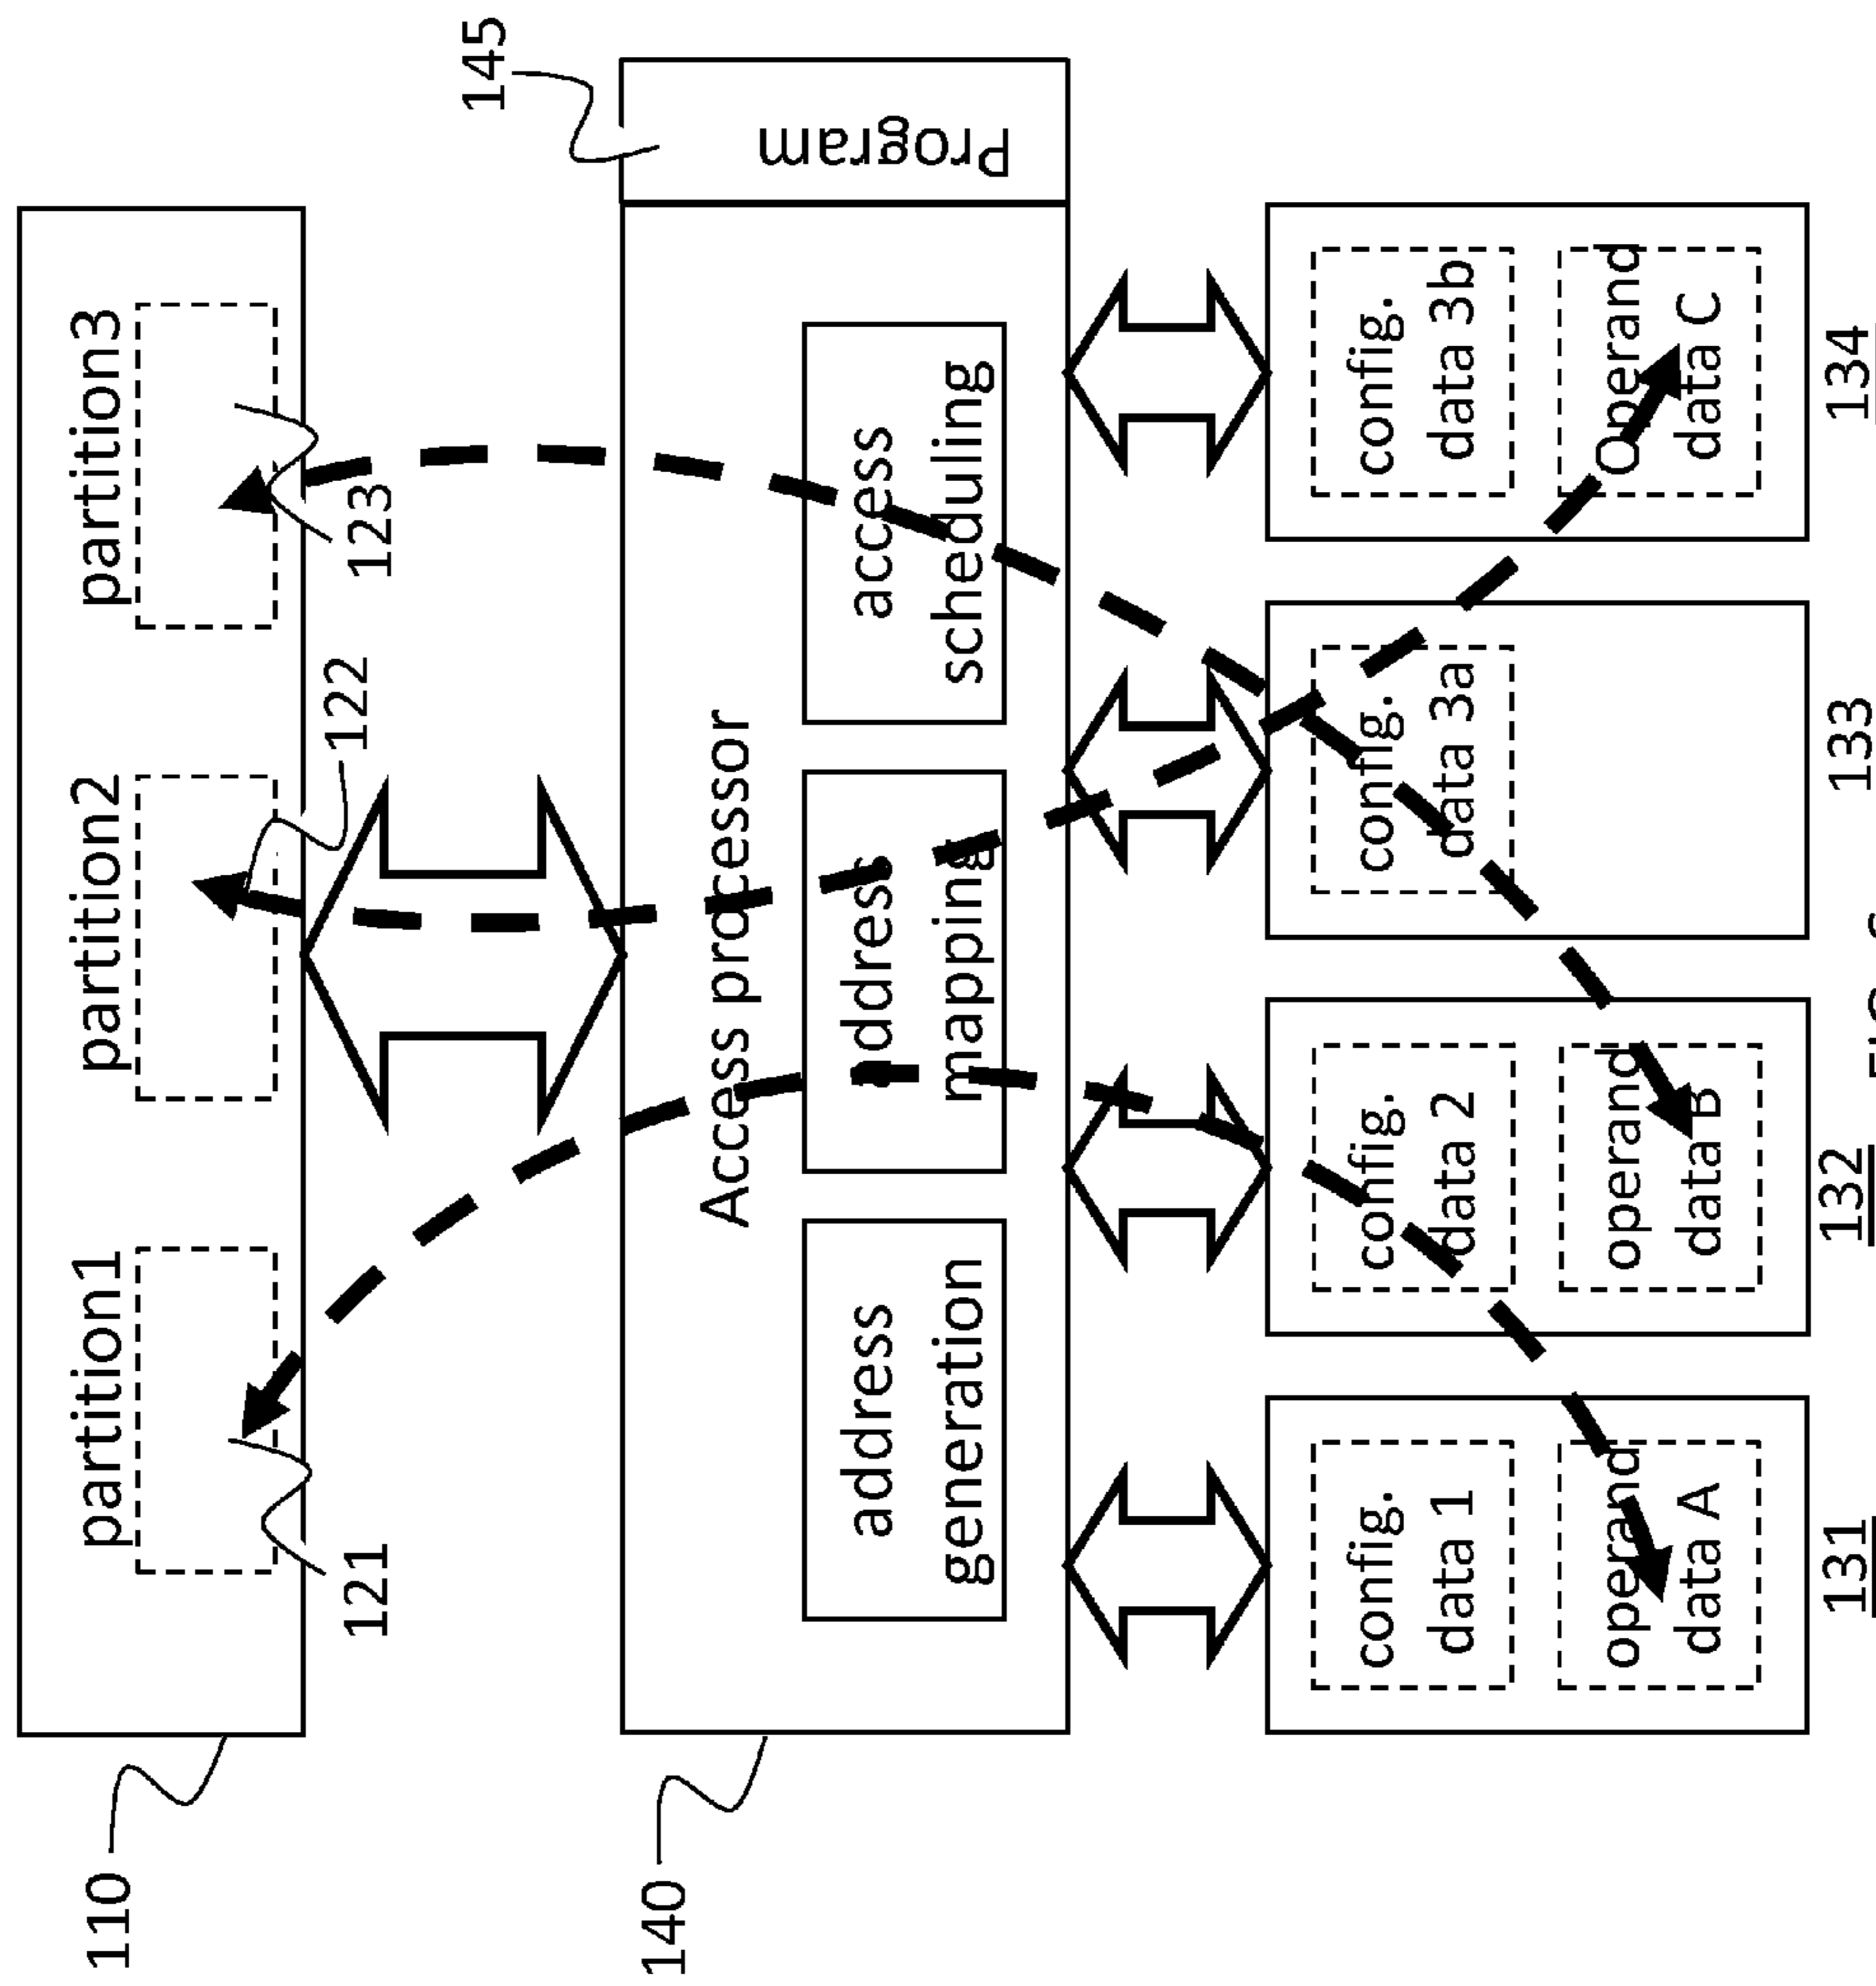 110
partition1
partition2
partition3
121
122
123
145
140
Access processor
address
generation
address
mapping
access
scheduling
Program
config.
data 1
operand
data A
131
config.
data 2
operand
data B
132
config.
data 3a
133
config.
data 3b
Operand
data C
134